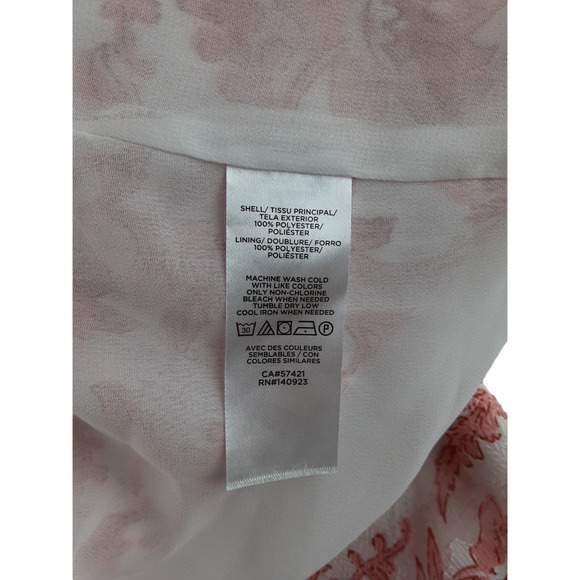 SHELL/ TISSU PRINCIPAL/
TELA EXTERIOR
100% POLYESTER/
POLIÉSTER
LINING/ DOUBLURE/ FORRO
100% POLYESTER/
POLIÉSTER
MACHINE WASH COLD
WITH LIKE COLORS
ONLY NON-CHLORINE
BLEACH WHEN NEEDED
TUMBLE DRY LOW
COOL IRON WHEN NEEDED
30 P
AVEC DES COULEURS
SEMBLABLES / CON
COLORES SIMILARES
CA#57421
RN#140923